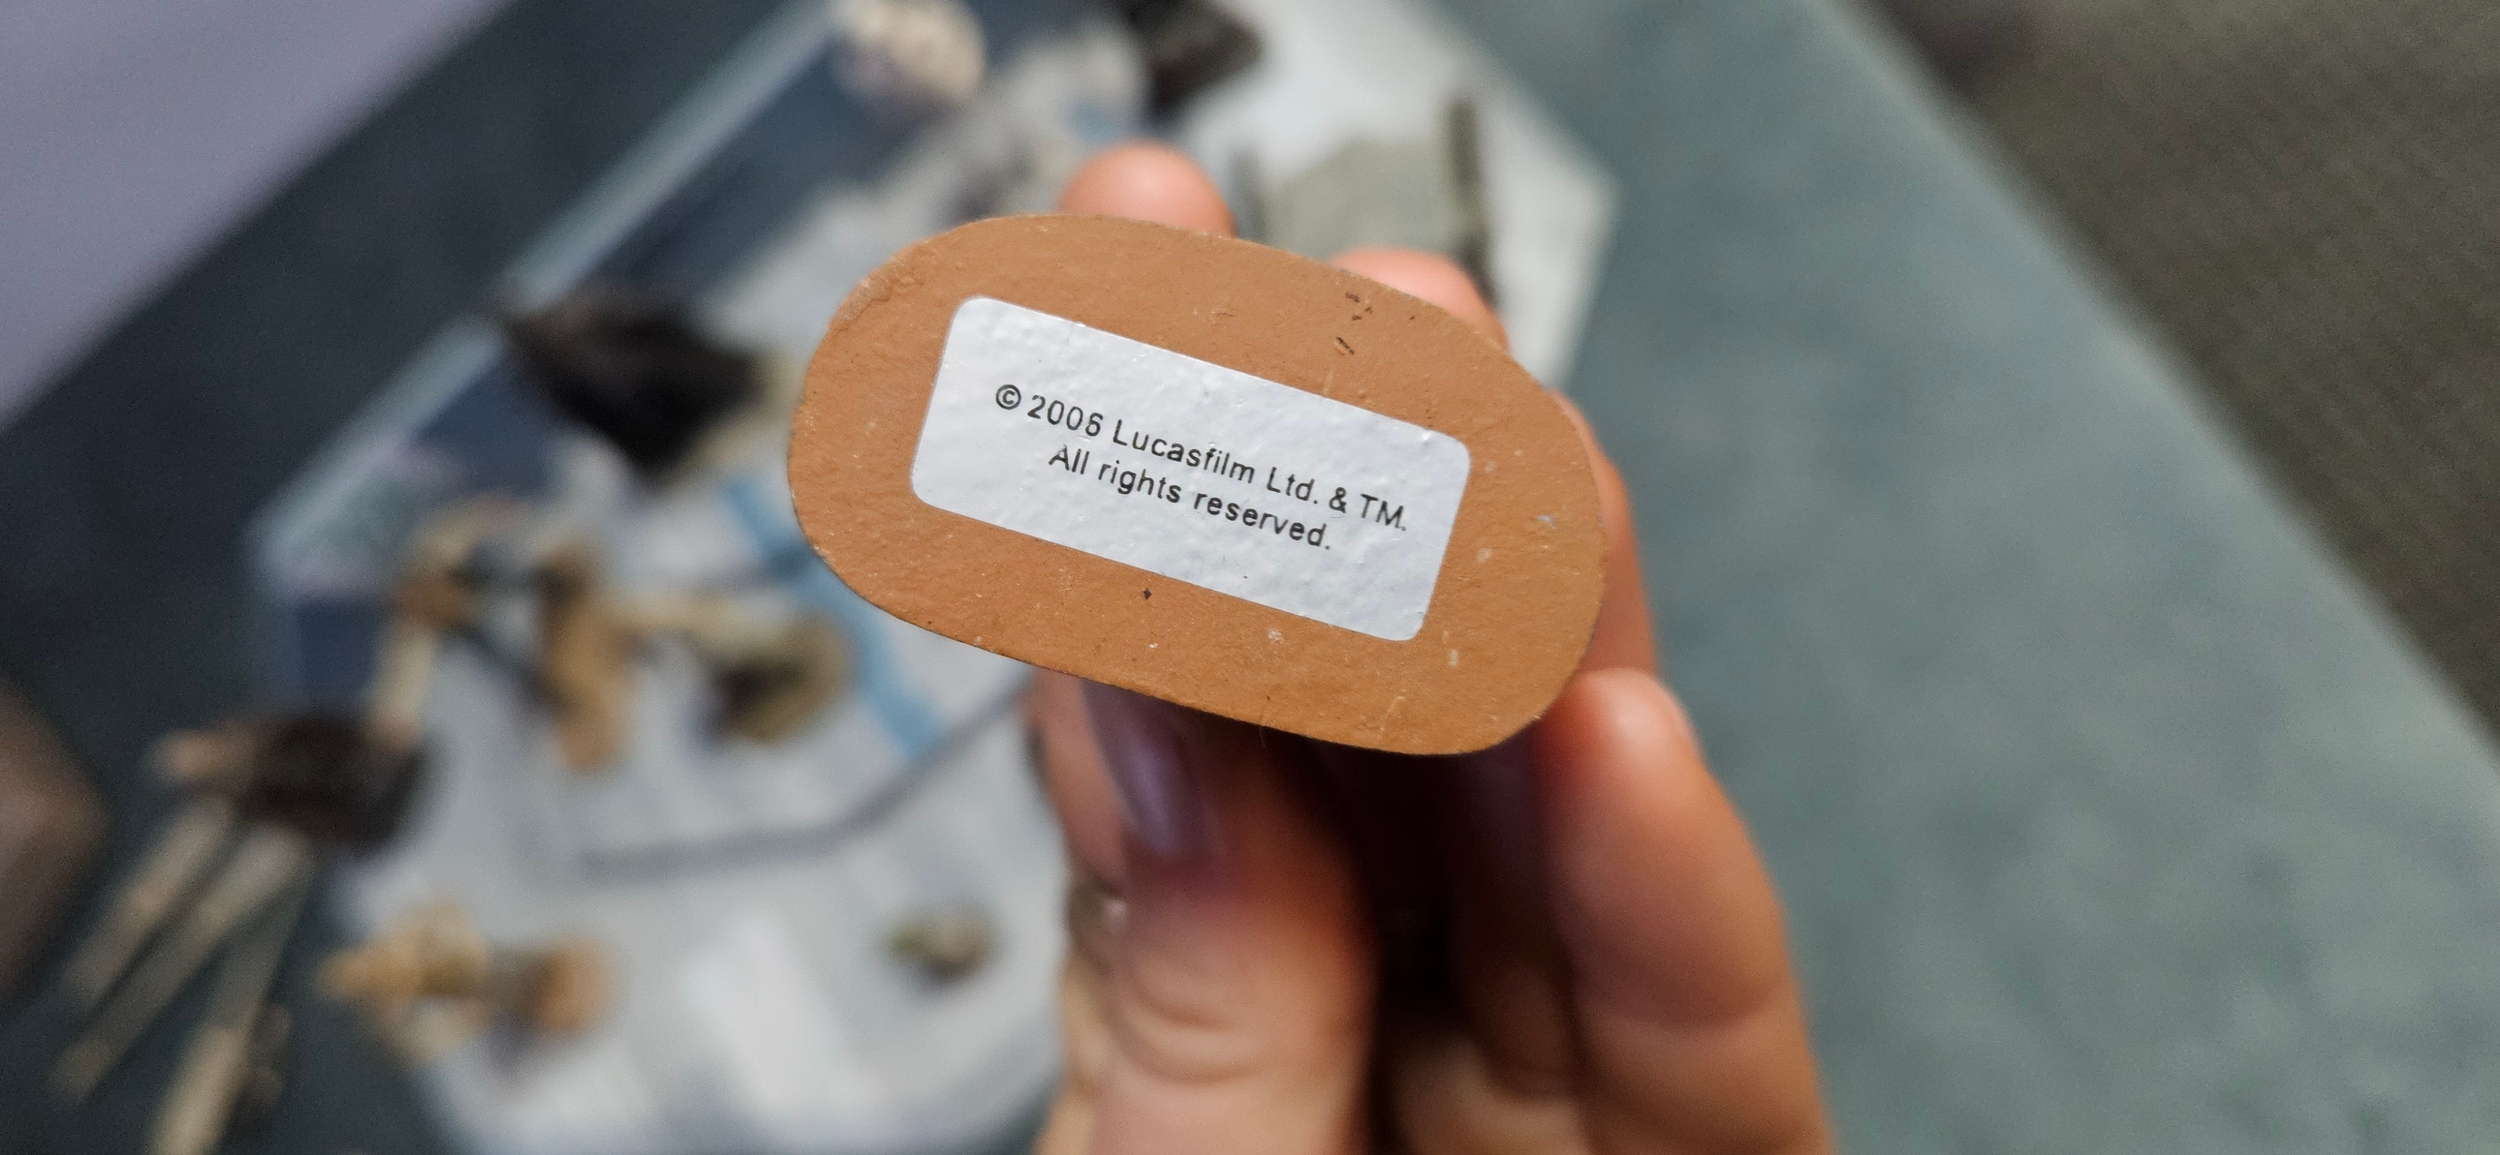 © 2006 Lucasfilm Ltd. & TM.
All rights reserved.